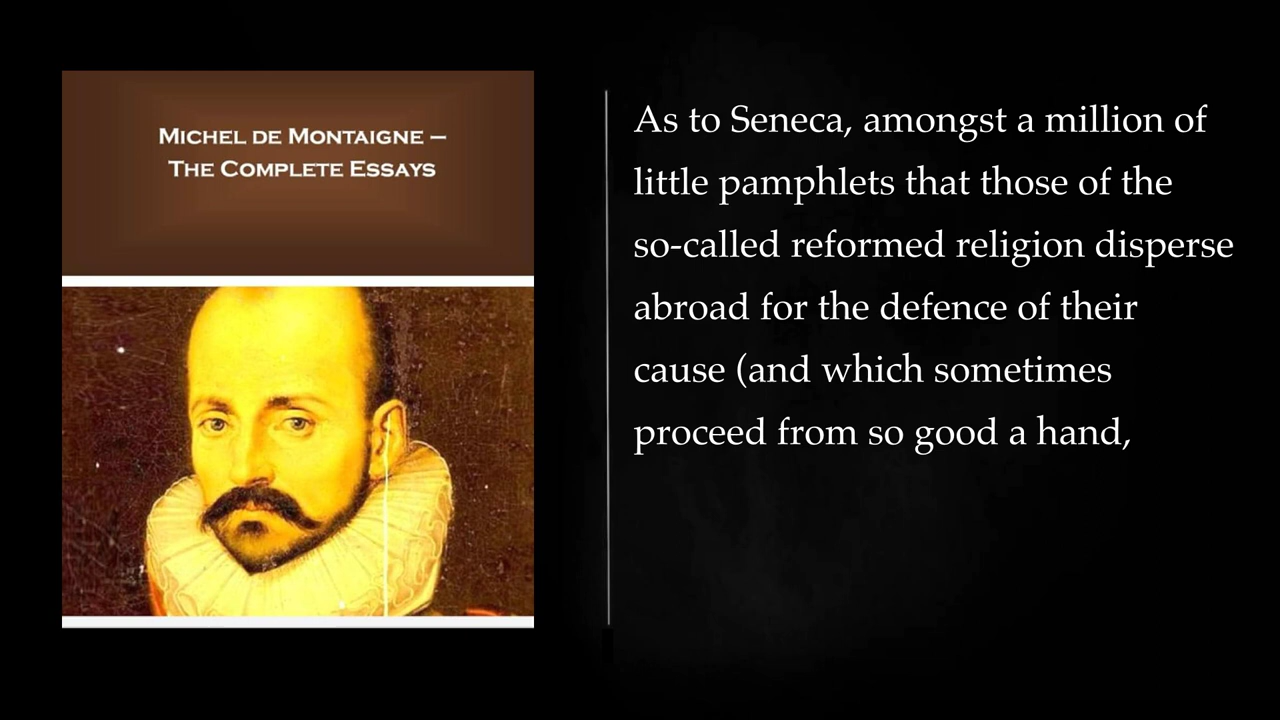 MICHEL DE MONTAIGNE –
THE COMPLETE ESSAYS
As to Seneca, amongst a million of
little pamphlets that those of the
so-called reformed religion disperse
abroad for the defence of their
cause (and which sometimes
proceed from so good a hand,